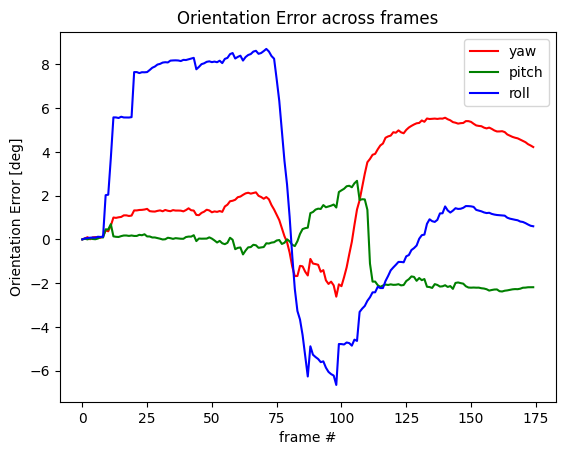 Orientation Error across frames
yaw
pitch
roll
Orientation Error [deg]
8
6
4
2
0
−2
−4
−6
0 25 50 75 100 125 150 175
frame #